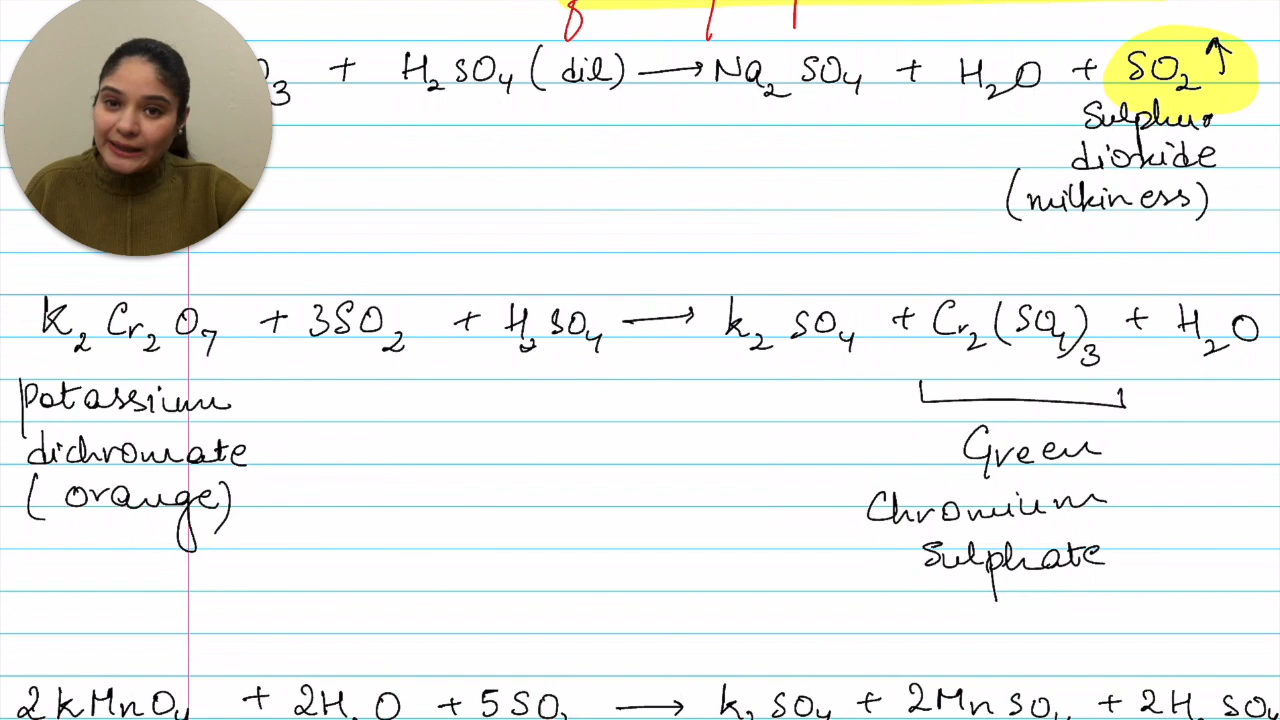 O₃ + H₂SO₄ (dil) ⟶ Na₂SO₄ + H₂O + SO₂ ↑
Sulphur
dioxide
(milkiness)
K₂Cr₂O₇ + 3SO₂ + H₂SO₄ ⟶ K₂SO₄ + Cr₂(SO₄)₃ + H₂O
Potassium
dichromate
(orange)
Green
Chromium
Sulphate
2KMnO₄ + 2H₂O + 5SO₂ ⟶ K₂SO₄ + 2MnSO₄ + 2H₂SO₄